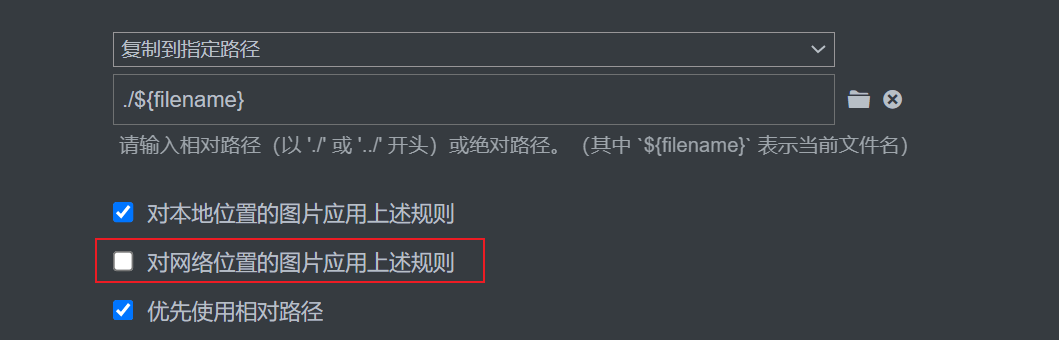 复制到指定路径
./${filename}
请输入相对路径（以 './' 或 '../' 开头）或绝对路径。（其中 `${filename}` 表示当前文件名）
对本地位置的图片应用上述规则
对网络位置的图片应用上述规则
优先使用相对路径